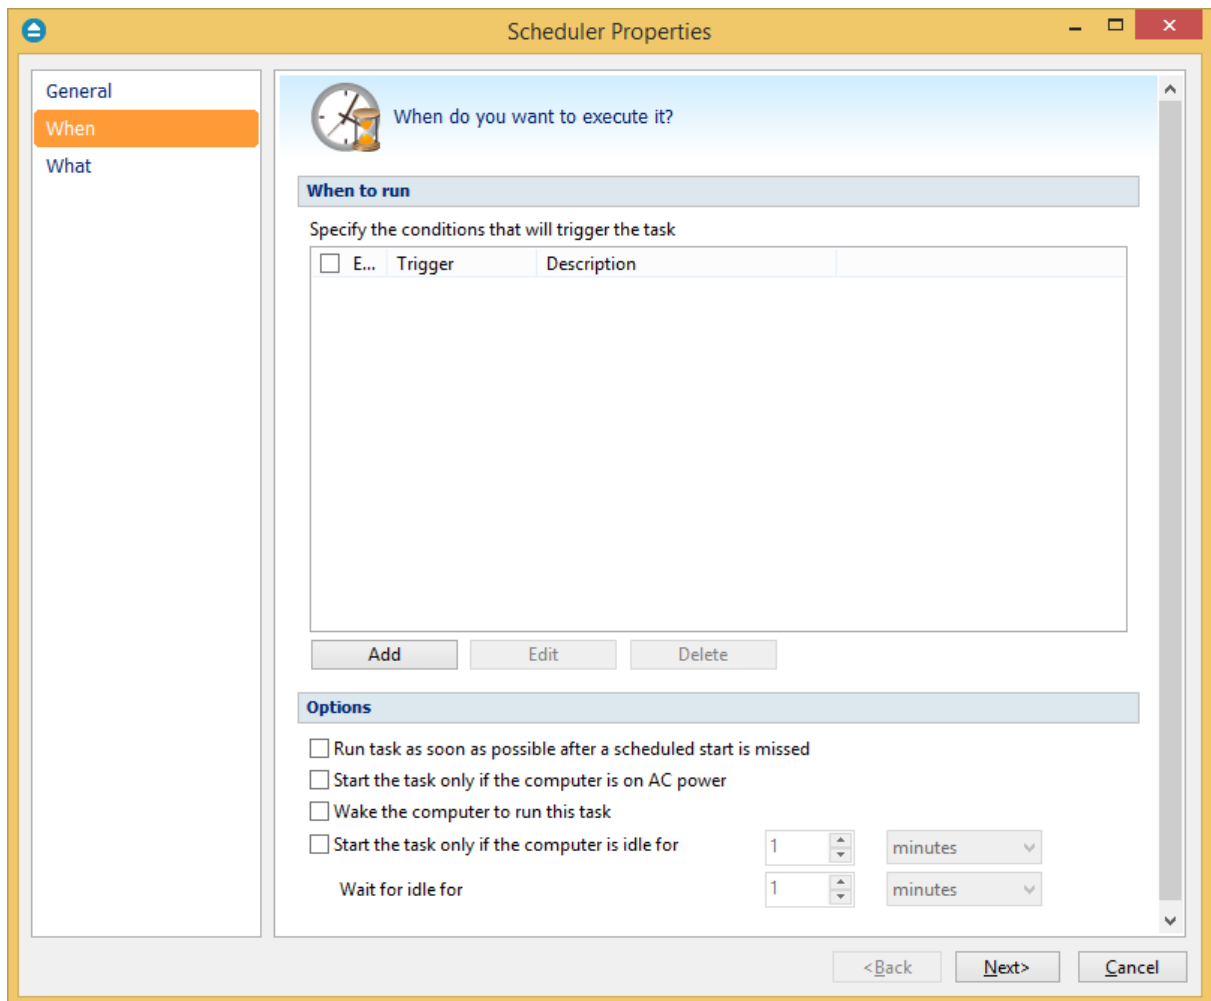 Scheduler Properties
General
When
What
When do you want to execute it?
When to run
Specify the conditions that will trigger the task
E... Trigger Description
Add Edit Delete
Options
Run task as soon as possible after a scheduled start is missed
Start the task only if the computer is on AC power
Wake the computer to run this task
Start the task only if the computer is idle for 1 minutes
Wait for idle for 1 minutes
<Back Next> Cancel